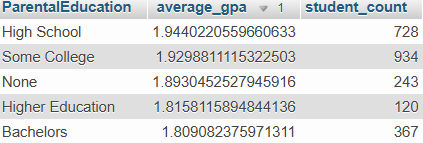 ParentalEducation average_gpa 1 student_count
High School 1.9440220559660633 728
Some College 1.9298811115322503 934
None 1.8930452527945916 243
Higher Education 1.8158115894844136 120
Bachelors 1.809082375971311 367